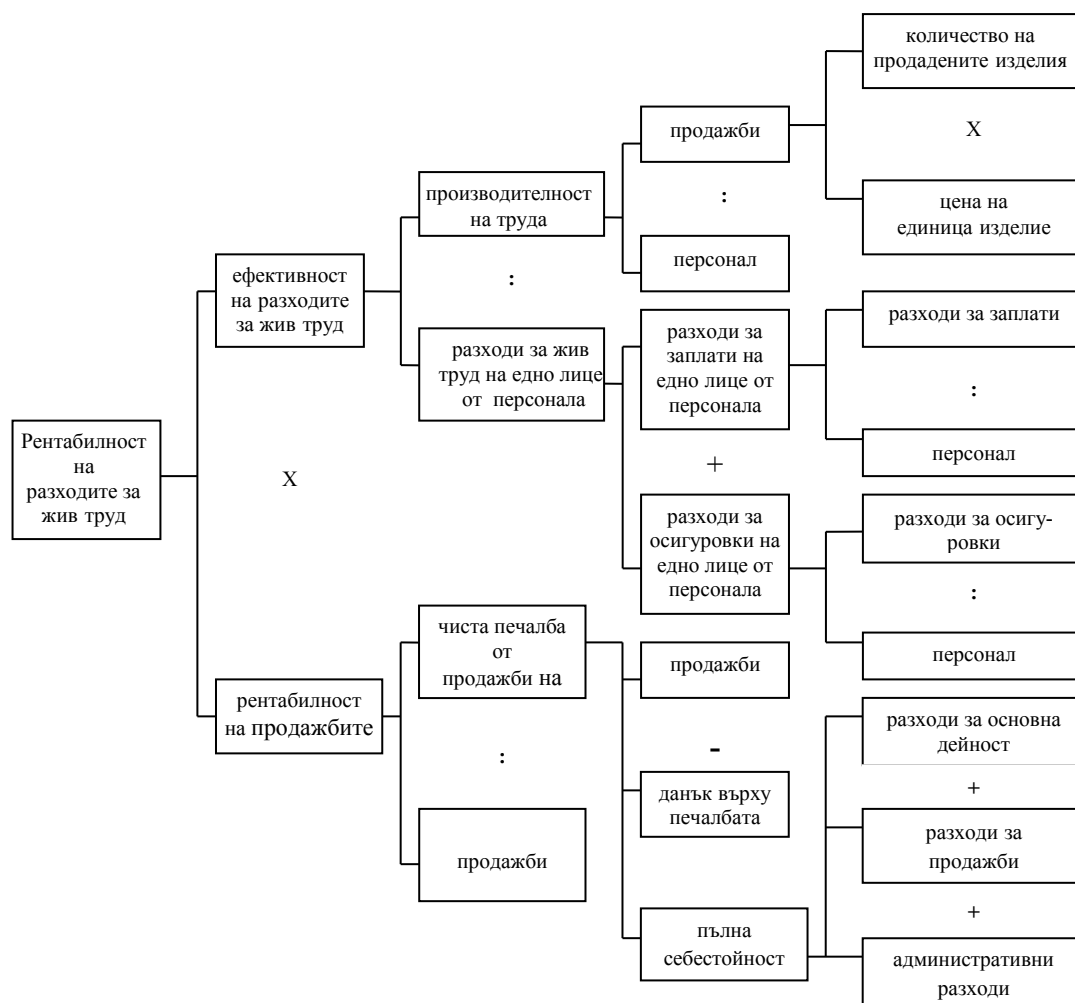 количество на
продадените изделия
X
цена на
единица изделие
продажби
:
персонал
производителност
на труда
:
разходи за жив
труд на едно лице
от персонала
ефективност
на разходите
за жив труд
X
Рентабилност
на
разходите за
жив труд
разходи за
заплати на
едно лице от
персонала
+
разходи за
осигуровки на
едно лице от
персонала
разходи за заплати
:
персонал
разходи за осигу-
ровки
:
персонал
рентабилност
на продажбите
чиста печалба
от
продажби на
:
продажби
продажби
-
данък върху
печалбата
пълна
себестойност
разходи за основна
дейност
+
разходи за
продажби
+
административни
разходи